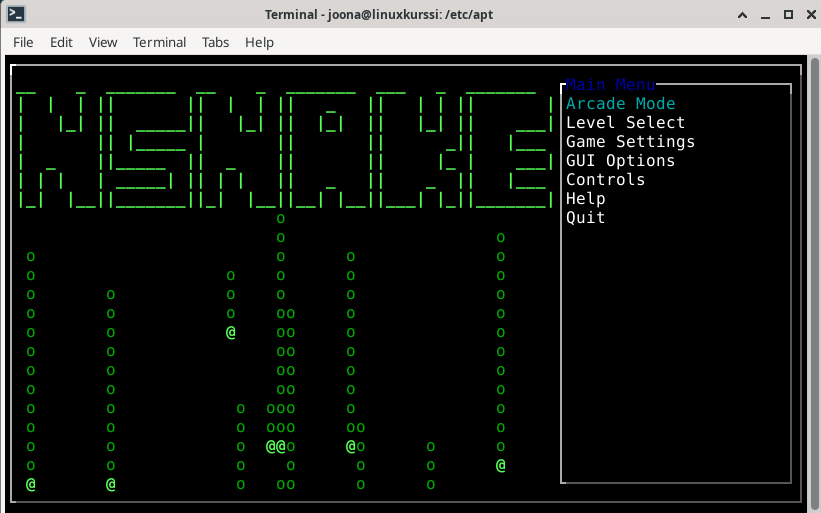 Terminal - joona@linuxkurssi: /etc/apt
File Edit View Terminal Tabs Help
NSNAKE
Main Menu
Arcade Mode
Level Select
Game Settings
GUI Options
Controls
Help
Quit